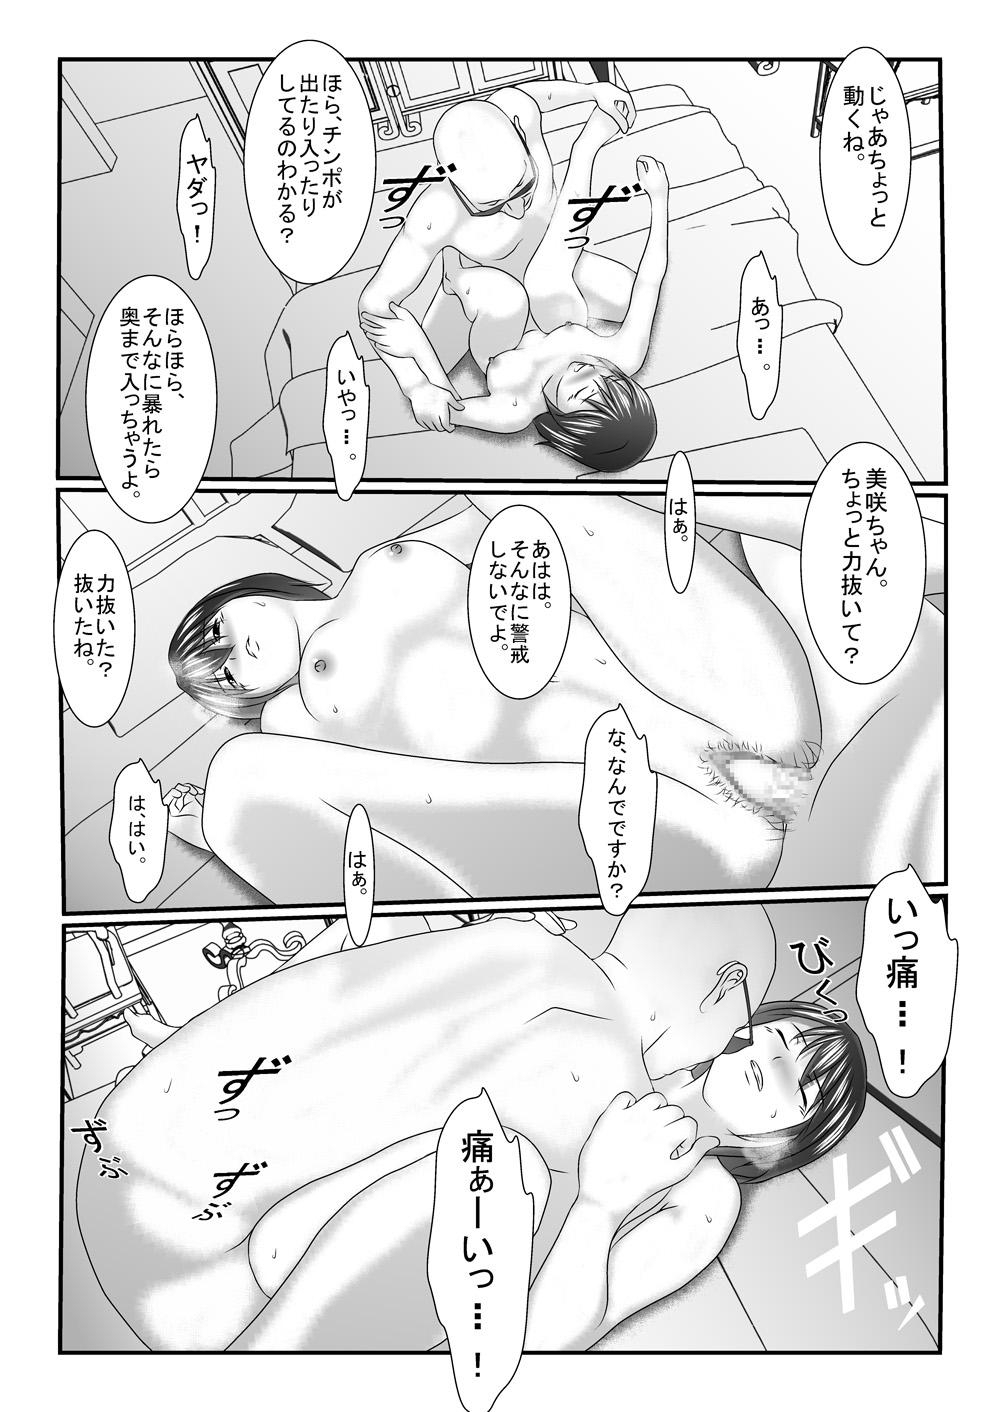 じゃあちょっと
動くね。
ほら、チンポが
出たり入ったり
してるのわかる？
ヤダっ！
ずっ
ずっ
あっ…。
いやっ…。
ほらほら、
そんなに暴れたら
奥まで入っちゃうよ。
美咲ちゃん。
ちょっと力抜いて？
はぁ。
あはは。
そんなに警戒
しないでよ。
な、なんでですか？
力抜いた？
抜いたね。
は、はい。
はぁ。
いっ痛…！
びくっ
ずっ
ずぶ
ずぶ
痛ぁーいっ…！
ギッ